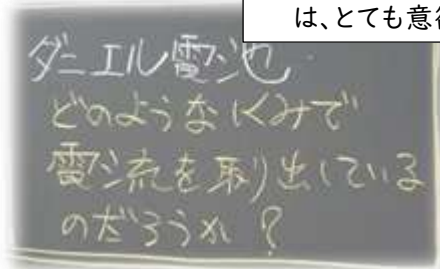 は、とても意
ダニエル電池
どのようなしくみで
電流を取り出している
のだろうか？